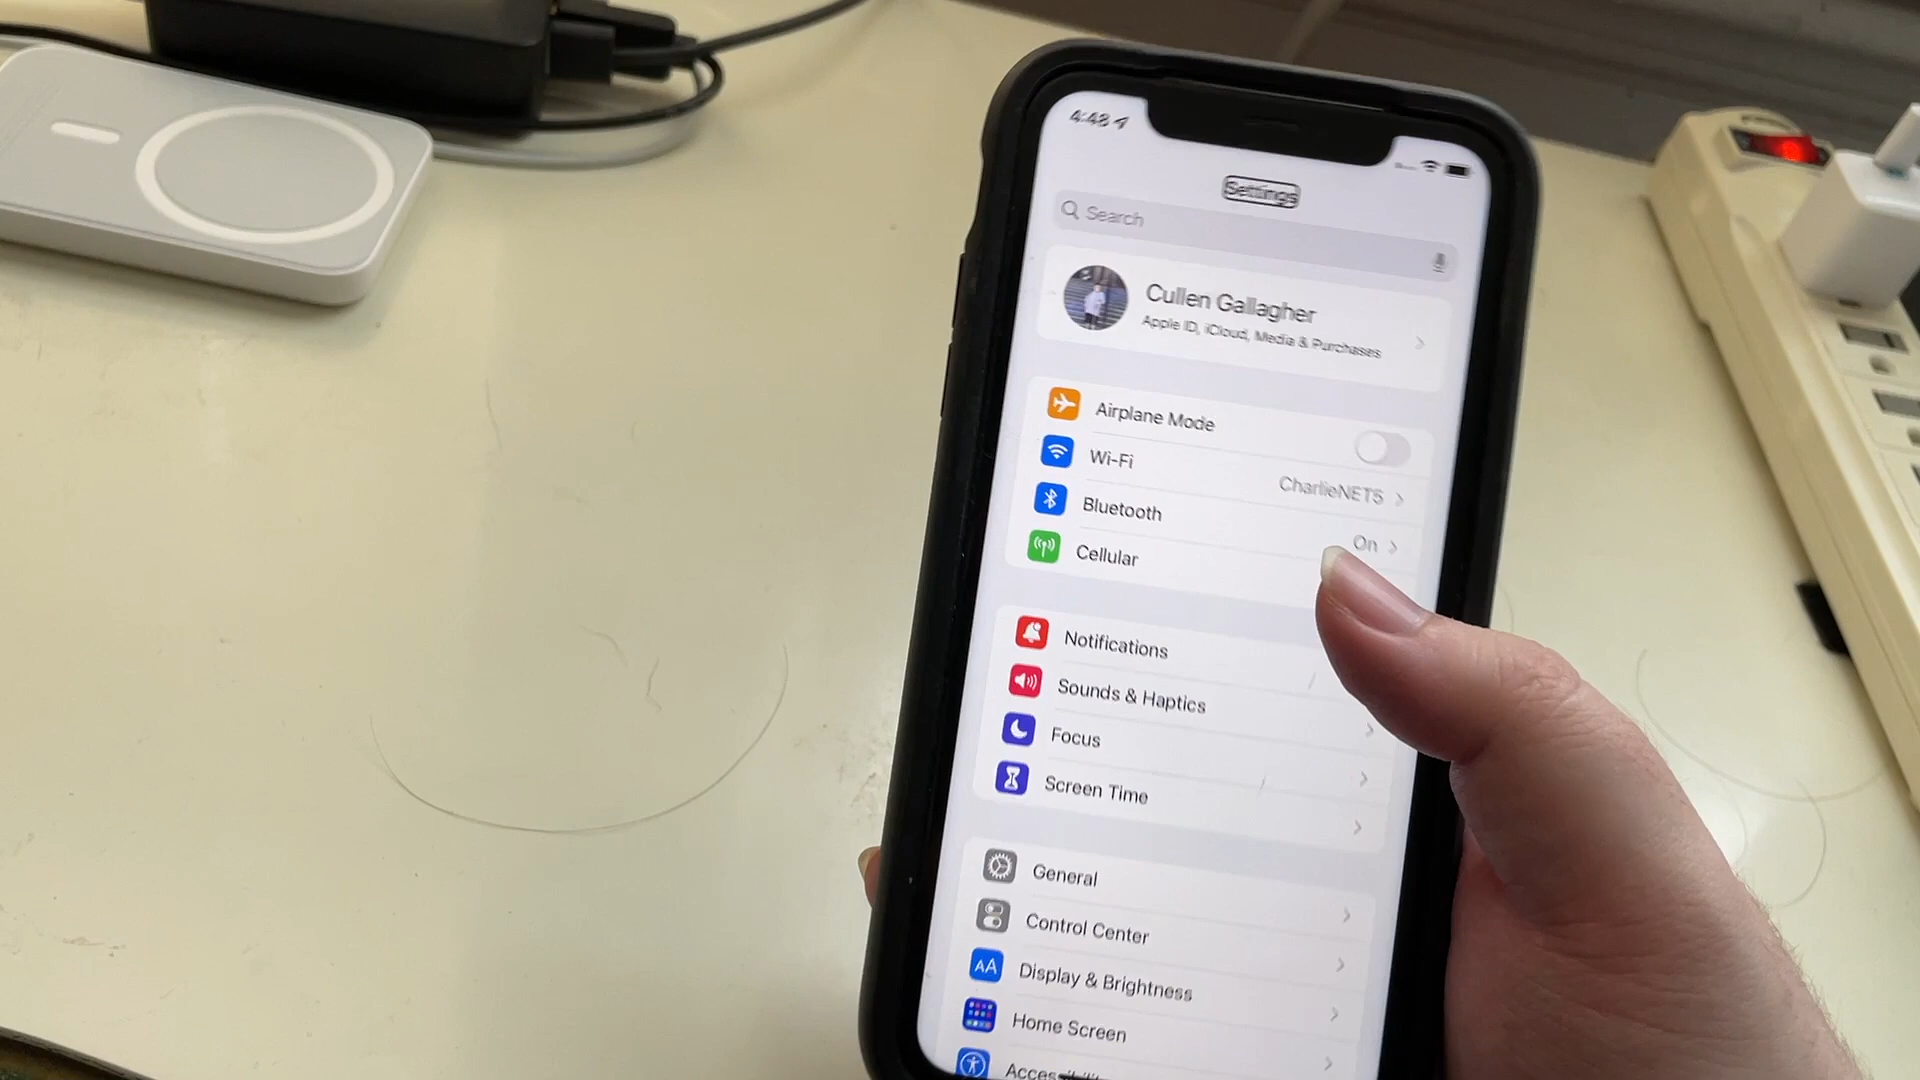 4:48
Settings
Search
Cullen Gallagher
Apple ID, iCloud, Media & Purchases
Airplane Mode
Wi-Fi
CharlieNET5
Bluetooth
On
Cellular
Notifications
Sounds & Haptics
Focus
Screen Time
General
Control Center
AA
Display & Brightness
Home Screen